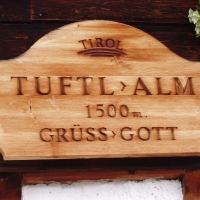 TIROL
TUFTL › ALM
1500 m.
GRÜSS › GOTT